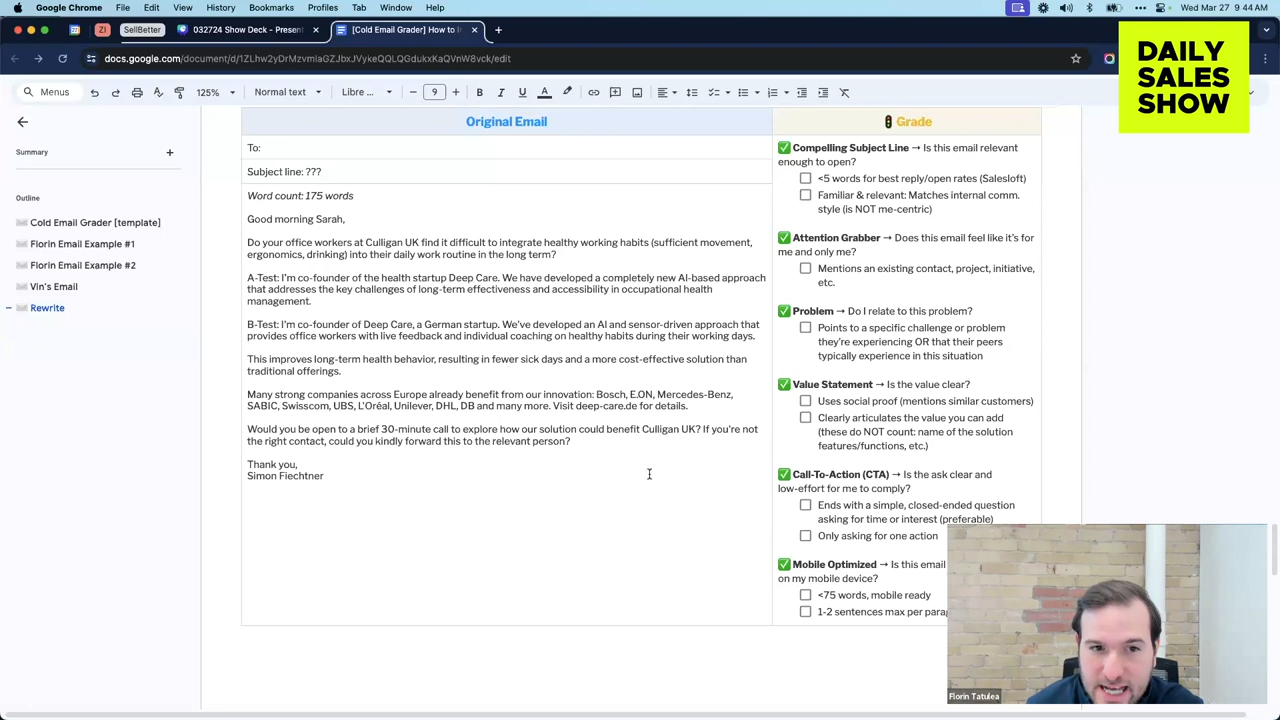 Chrome File Edit View History Bookmarks Profiles Tab Window Help
Wed Mar 27 9:44 AM
ZI SellBetter 032724 Show Deck - Present
[Cold Email Grader] How to I
docs.google.com/document/d/1ZLhw2yDrMzvmiaGZJbxJVykeQQLQGdukxKaQVnW8vck/edit
DAILY
SALES
SHOW
Menus
125%
Normal text
Libre ...
9
B I U A
Summary
Outline
Cold Email Grader [template]
Florin Email Example #1
Florin Email Example #2
Vin's Email
Rewrite
Original Email
To:
Subject line: ???
Word count: 175 words
Good morning Sarah,
Do your office workers at Culligan UK find it difficult to integrate healthy working habits (sufficient movement,
ergonomics, drinking) into their daily work routine in the long term?
A-Test: I'm co-founder of the health startup Deep Care. We have developed a completely new AI-based approach
that addresses the key challenges of long-term effectiveness and accessibility in occupational health
management.
B-Test: I'm co-founder of Deep Care, a German startup. We've developed an AI and sensor-driven approach that
provides office workers with live feedback and individual coaching on healthy habits during their working days.
This improves long-term health behavior, resulting in fewer sick days and a more cost-effective solution than
traditional offerings.
Many strong companies across Europe already benefit from our innovation: Bosch, E.ON, Mercedes-Benz,
SABIC, Swisscom, UBS, L'Oréal, Unilever, DHL, DB and many more. Visit deep-care.de for details.
Would you be open to a brief 30-minute call to explore how our solution could benefit Culligan UK? If you're not
the right contact, could you kindly forward this to the relevant person?
Thank you,
Simon Fiechtner
Grade
Compelling Subject Line → Is this email relevant
enough to open?
<5 words for best reply/open rates (Salesloft)
Familiar & relevant: Matches internal comm.
style (is NOT me-centric)
Attention Grabber → Does this email feel like it's for
me and only me?
Mentions an existing contact, project, initiative,
etc.
Problem → Do I relate to this problem?
Points to a specific challenge or problem
they're experiencing OR that their peers
typically experience in this situation
Value Statement → Is the value clear?
Uses social proof (mentions similar customers)
Clearly articulates the value you can add
(these do NOT count: name of the solution
features/functions, etc.)
Call-To-Action (CTA) → Is the ask clear and
low-effort for me to comply?
Ends with a simple, closed-ended question
asking for time or interest (preferable)
Only asking for one action
Mobile Optimized → Is this email
on my mobile device?
<75 words, mobile ready
1-2 sentences max per para
Florin Tatulea